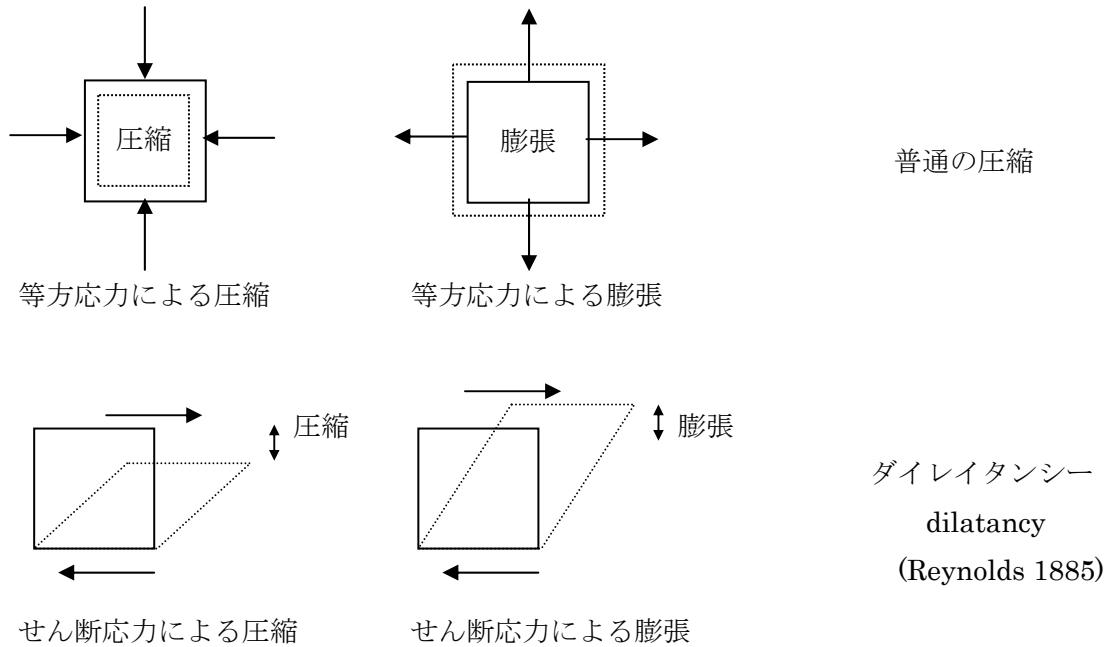 圧縮
膨張
普通の圧縮
等方応力による圧縮
等方応力による膨張
圧縮
膨張
ダイレイタンシー
dilatancy
(Reynolds 1885)
せん断応力による圧縮
せん断応力による膨張